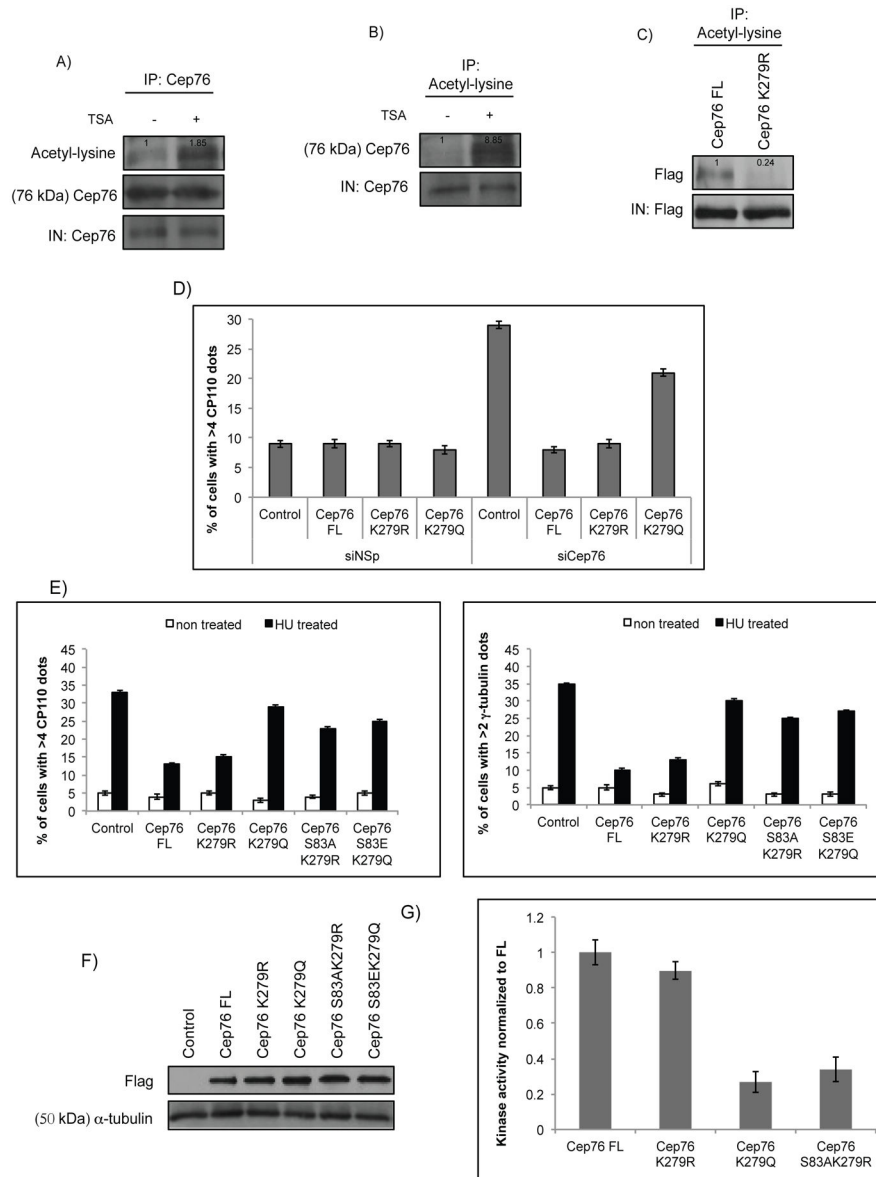 A)
IP: Cep76
TSA - +
Acetyl-lysine 1 1.85
(76 kDa) Cep76
IN: Cep76
B)
IP:
Acetyl-lysine
TSA - +
(76 kDa) Cep76 1 8.85
IN: Cep76
C)
IP:
Acetyl-lysine
Cep76 FL
Cep76 K279R
Flag 1 0.24
IN: Flag
D)
% of cells with >4 CP110 dots
30
25
20
15
10
5
0
Control
Cep76 FL
Cep76 K279R
Cep76 K279Q
Control
Cep76 FL
Cep76 K279R
Cep76 K279Q
siNSp
siCep76
E)
non treated HU treated
% of cells with >4 CP110 dots
45
40
35
30
25
20
15
10
5
0
Control
Cep76 FL
Cep76 K279R
Cep76 K279Q
Cep76 S83A K279R
Cep76 S83E K279Q
non treated HU treated
% of cells with >2 γ-tubulin dots
45
40
35
30
25
20
15
10
5
0
Control
Cep76 FL
Cep76 K279R
Cep76 K279Q
Cep76 S83A K279R
Cep76 S83E K279Q
F)
Control
Cep76 FL
Cep76 K279R
Cep76 K279Q
Cep76 S83AK279R
Cep76 S83EK279Q
Flag
(50 kDa) α-tubulin
G)
Kinase activity normalized to FL
1.2
1
0.8
0.6
0.4
0.2
0
Cep76 FL
Cep76 K279R
Cep76 K279Q
Cep76 S83AK279R